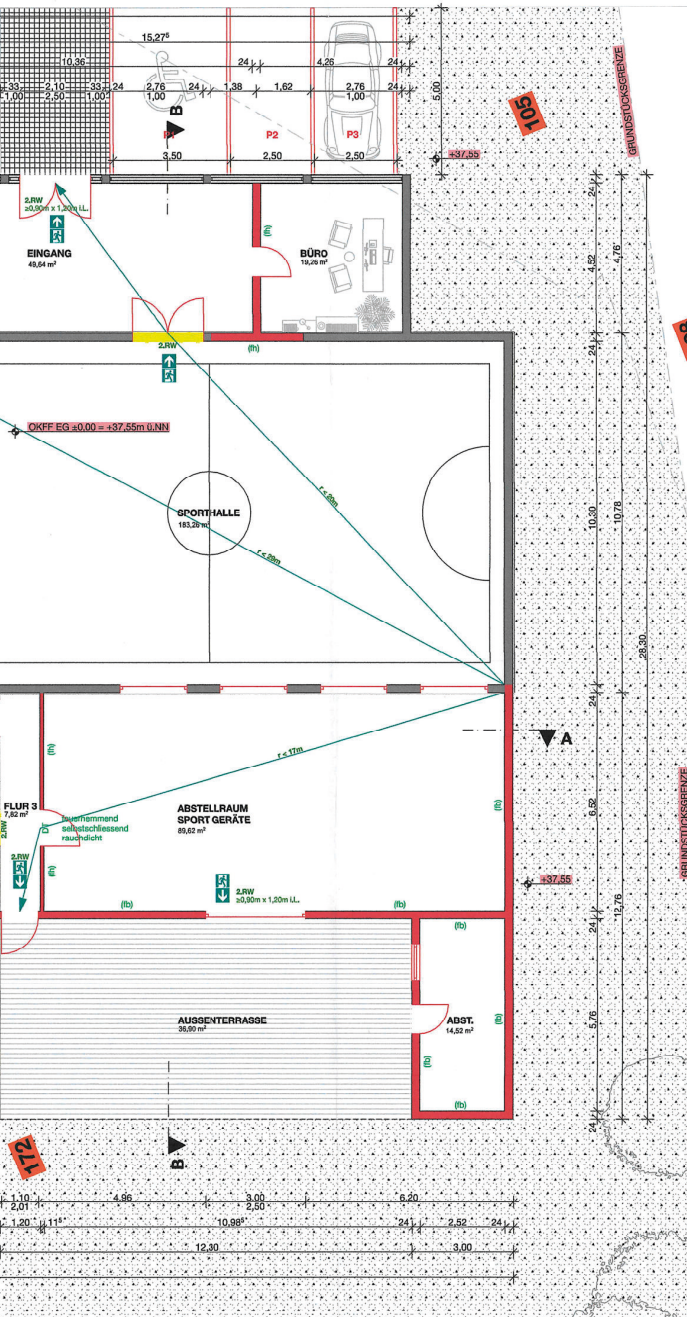 15,27⁵
10,36
24
4,26
33
2,10
33
24
2,76
24
1,38
1,62
2,76
24
1,00
2,50
1,00
1,00
1,00
5,00
B
P2
P3
3,50
2,50
2,50
105
GRUNDSTÜCKSGRENZE
+37,55
2.RW
≥0,90m x 1,20m i.L.
EINGANG
49,64 m²
(fh)
BÜRO
19,26 m²
24
4,52
4,76
2.RW
(fh)
24
OKFF EG ±0,00 = +37,55m ü.NN
SPORTHALLE
183,26 m²
r < 20m
r < 29m
10,30
10,78
28,30
24
A
r < 17m
(fh)
FLUR 3
7,82 m²
DT
feuerhemmend
selbstschliessend
rauchdicht
ABSTELLRAUM
SPORT GERÄTE
89,62 m²
(fb)
6,52
GRUNDSTÜCKSGRENZE
2.RW
2.RW
(fh)
2.RW
≥0,90m x 1,20m i.L.
+37,55
(fb)
(fb)
12,76
24
(fb)
AUSSENTERRASSE
36,90 m²
ABST.
14,52 m²
(fb)
(fb)
(fb)
5,76
24
172
B
1,10
4,96
3,00
6,20
2,01
2,50
1,20
11⁵
10,98⁵
24
2,52
24
12,30
3,00